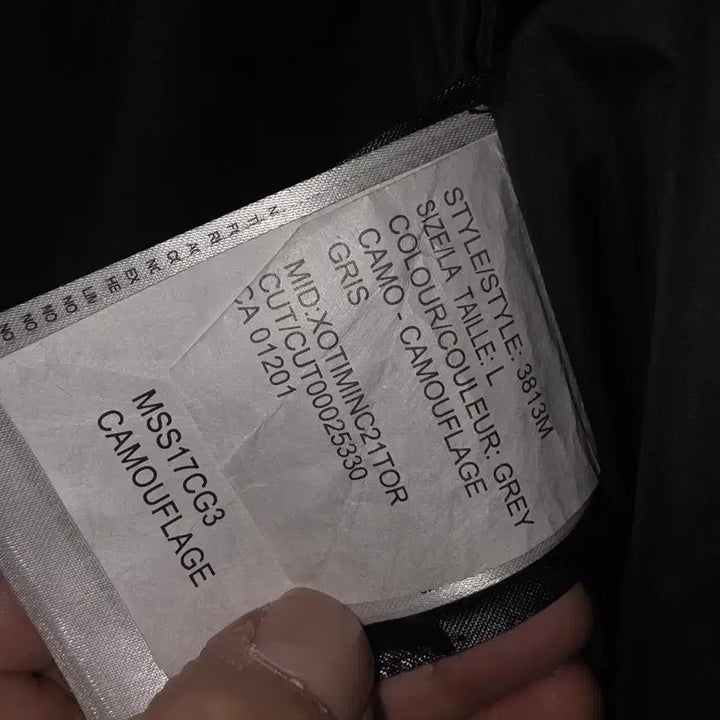 STYLE/STYLE: 3813M
SIZE/LA TAILLE: L
COLOUR/COULEUR: GREY
CAMO - CAMOUFLAGE
GRIS
MID:XOTIMINC21TOR
CUT/CUT00025330
CA 01201
MSS17CG3
CAMOUFLAGE